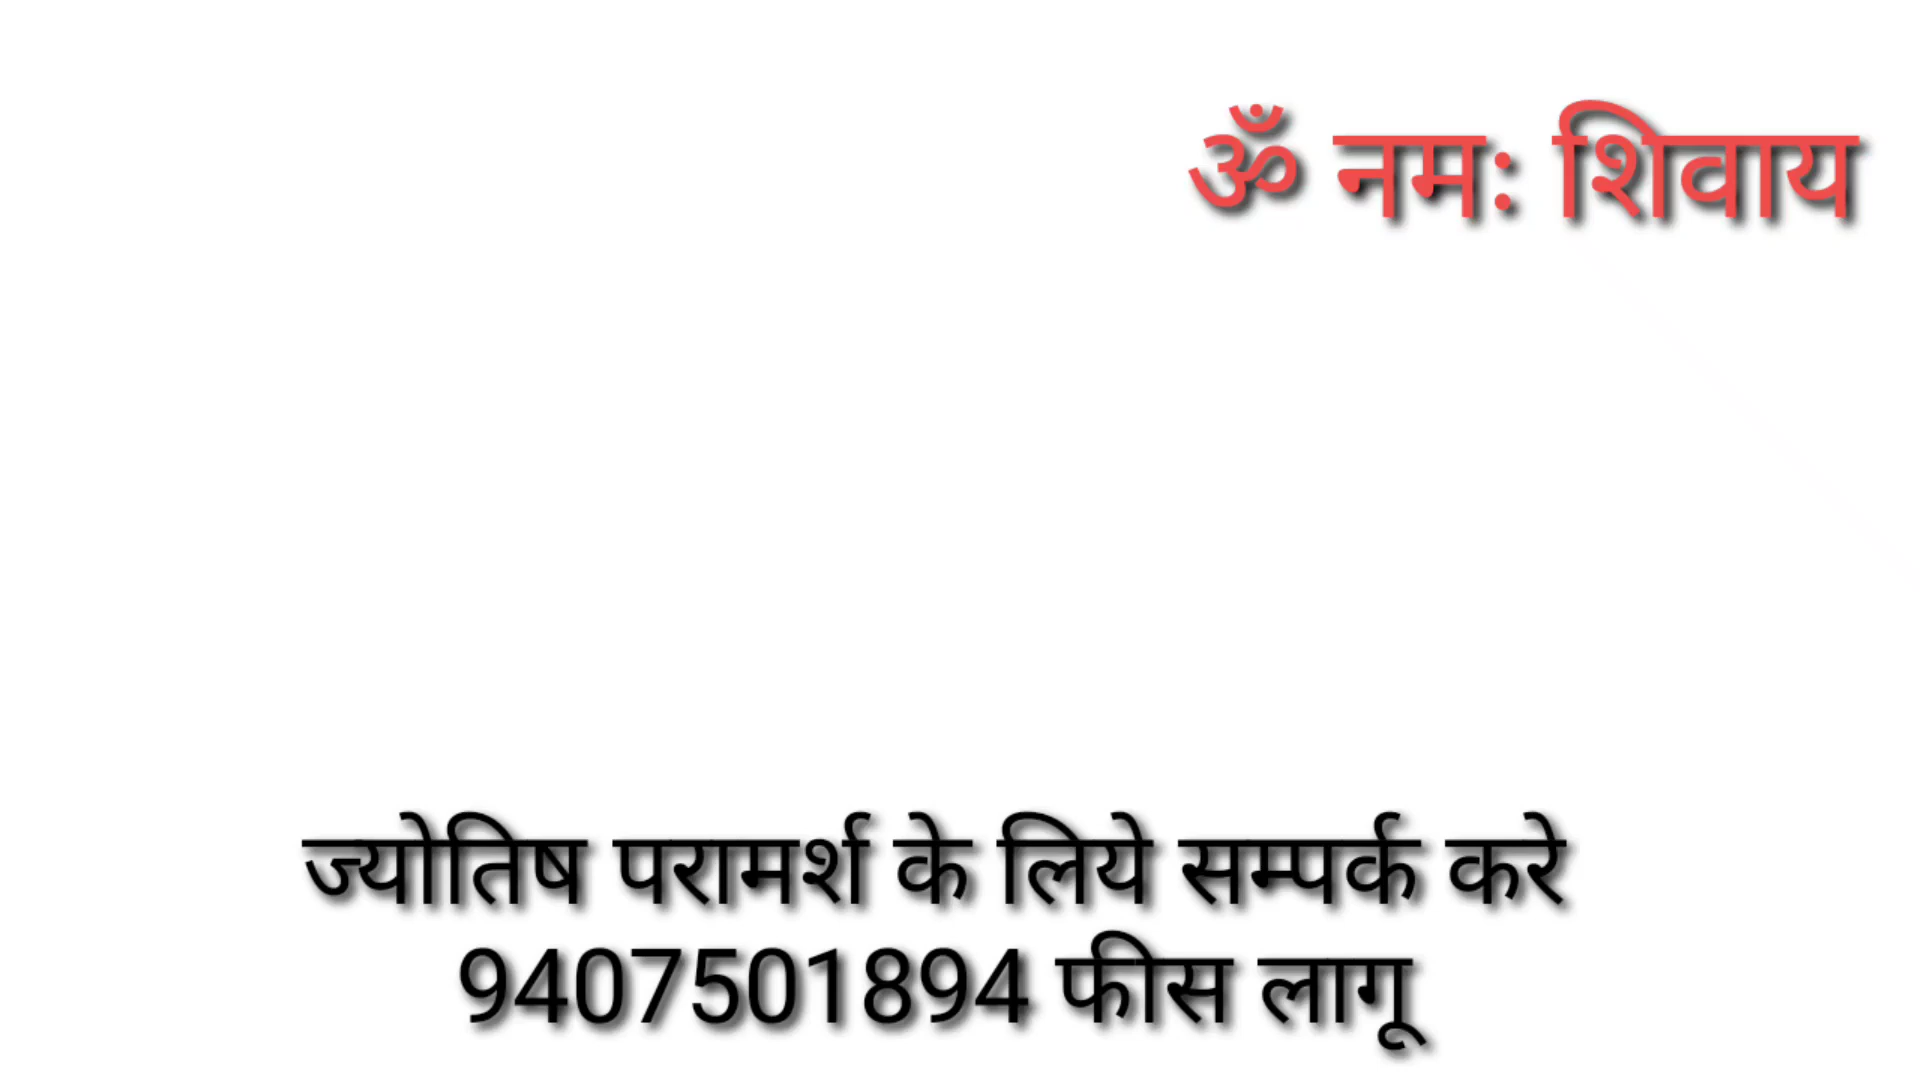 ॐ नमः शिवाय
ज्योतिष परामर्श के लिये सम्पर्क करे
9407501894 फीस लागू